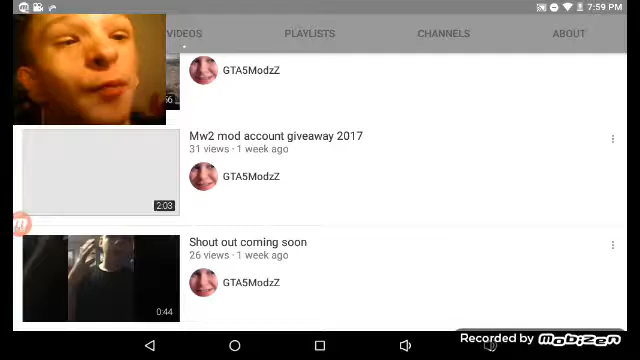 7:59 PM
VIDEOS
PLAYLISTS
CHANNELS
ABOUT
56
GTA5ModzZ
Mw2 mod account giveaway 2017
31 views · 1 week ago
GTA5ModzZ
2:03
Shout out coming soon
26 views · 1 week ago
GTA5ModzZ
0:44
Recorded by mobizen